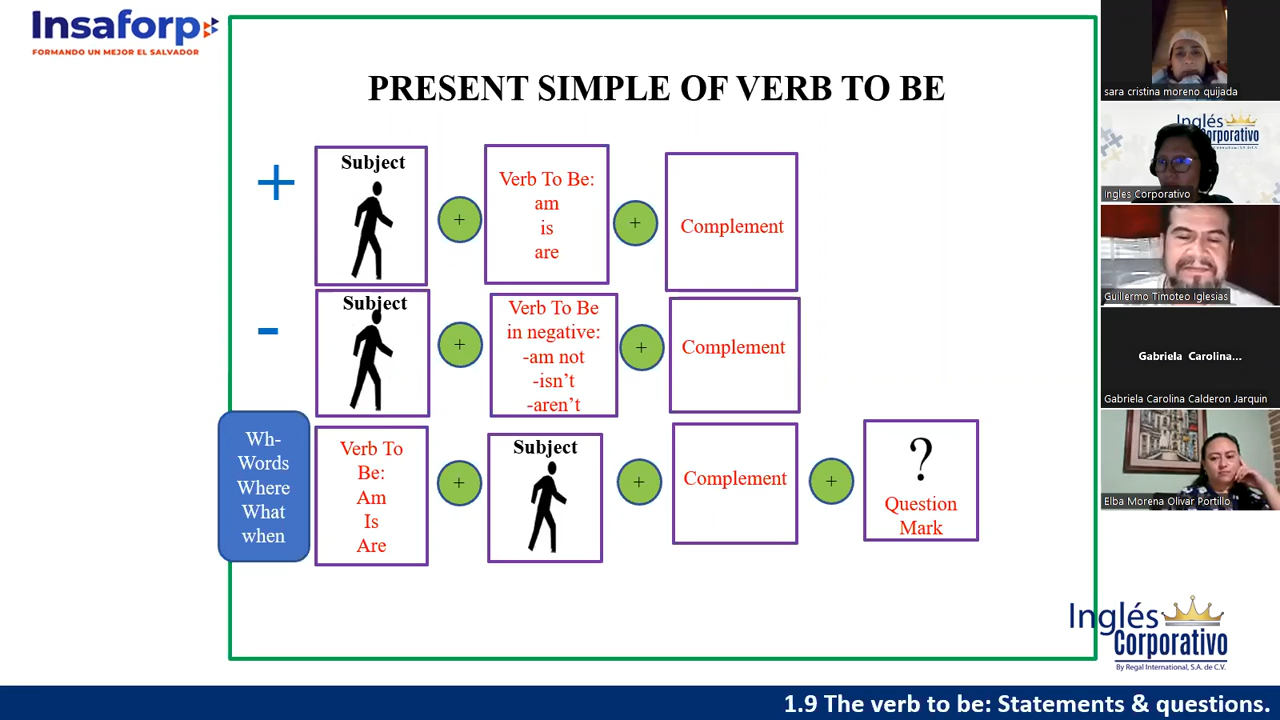 Insaforp
FORMANDO UN MEJOR EL SALVADOR
PRESENT SIMPLE OF VERB TO BE
+
Subject
+
Verb To Be:
am
is
are
+
Complement
-
Subject
+
Verb To Be
in negative:
-am not
-isn't
-aren't
+
Complement
Wh-
Words
Where
What
when
Verb To
Be:
Am
Is
Are
+
Subject
+
Complement
+
?
Question
Mark
Inglés
Corporativo
By Regal International, S.A. de C.V.
1.9 The verb to be: Statements & questions.
sara cristina moreno quijada
Inglés
Corporativo
Ingles Corporativo
Guillermo Timoteo Iglesias
Gabriela Carolina...
Gabriela Carolina Calderon Jarquin
Elba Morena Olivar Portillo